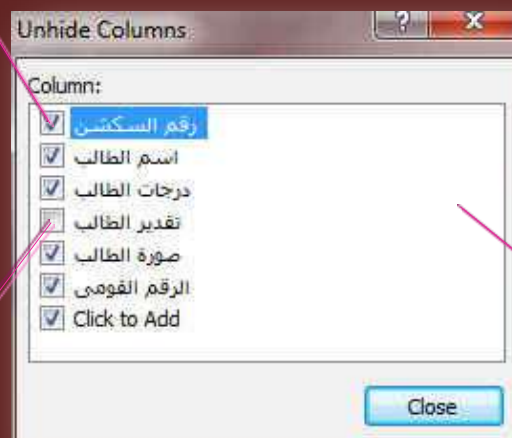 Unhide Columns
Column:
رقم السكشن
اسم الطالب
درجات الطالب
تقدير الطالب
صورة الطالب
الرقم القومى
Click to Add
Close